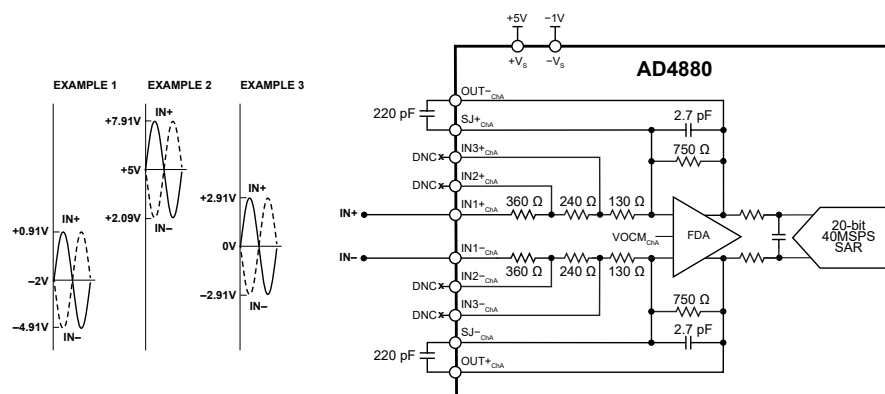 +5V
−1V
+VS
−VS
AD4880
EXAMPLE 1
EXAMPLE 2
EXAMPLE 3
+7.91V
IN+
+5V
+2.09V
IN−
+2.91V
IN+
0V
−2.91V
IN−
+0.91V
IN+
−2V
−4.91V
IN−
220 pF
OUT−ChA
SJ+ChA
2.7 pF
750 Ω
DNC
IN3+ChA
DNC
IN2+ChA
IN+
IN1+ChA
360 Ω
240 Ω
130 Ω
VOCMChA
FDA
20-bit
40MSPS
SAR
IN−
IN1−ChA
360 Ω
240 Ω
130 Ω
DNC
IN2−ChA
DNC
IN3−ChA
750 Ω
2.7 pF
SJ−ChA
220 pF
OUT+ChA